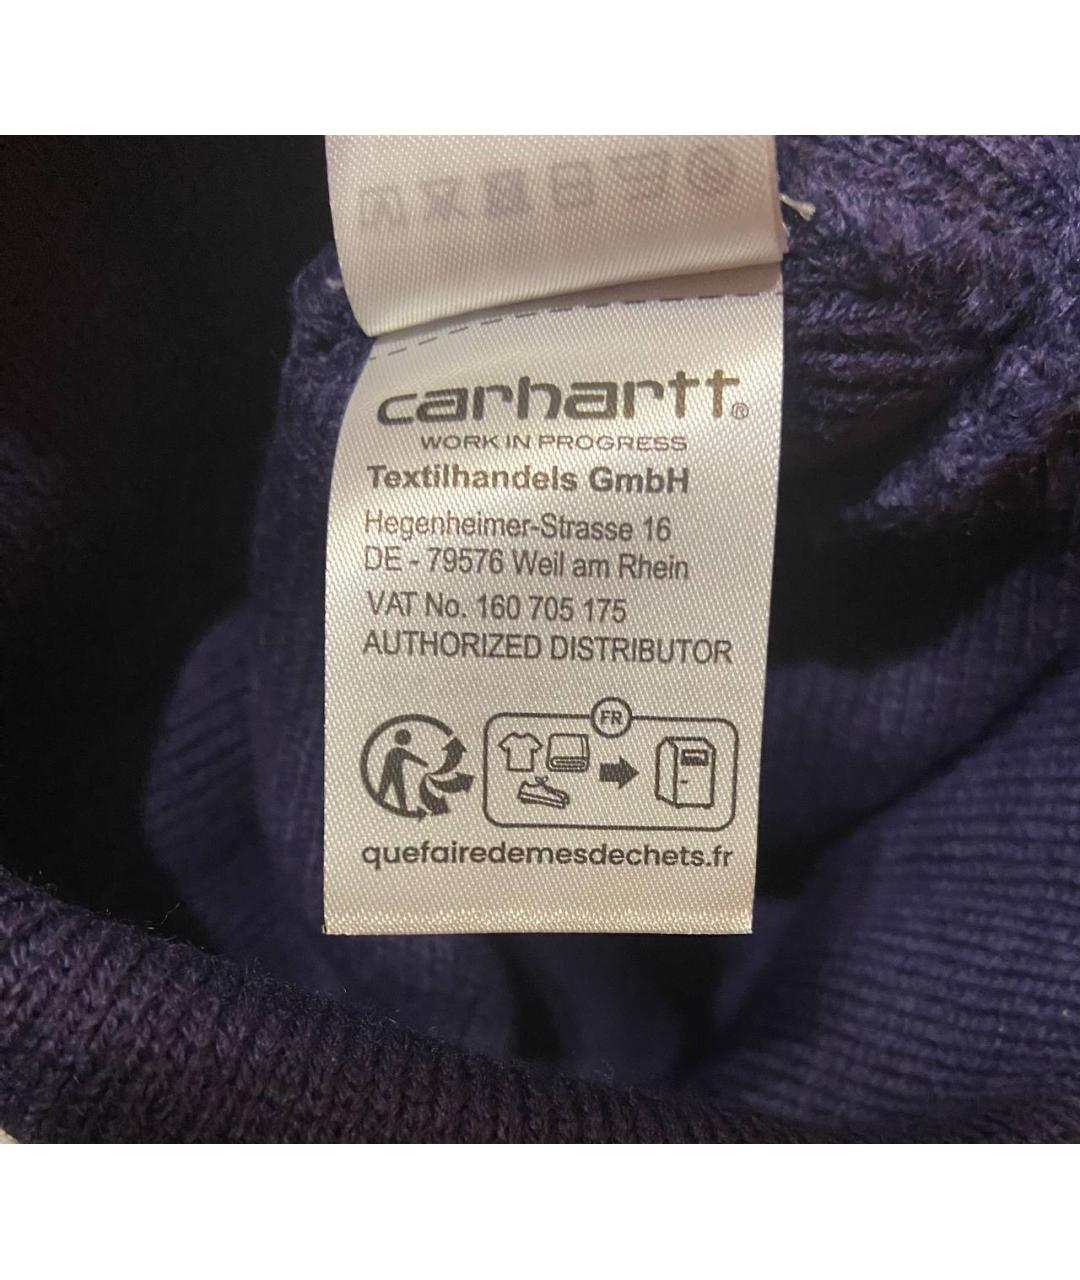 carhartt®
WORK IN PROGRESS
Textilhandels GmbH
Hegenheimer-Strasse 16
DE - 79576 Weil am Rhein
VAT No. 160 705 175
AUTHORIZED DISTRIBUTOR
FR
quefairedemesdechets.fr